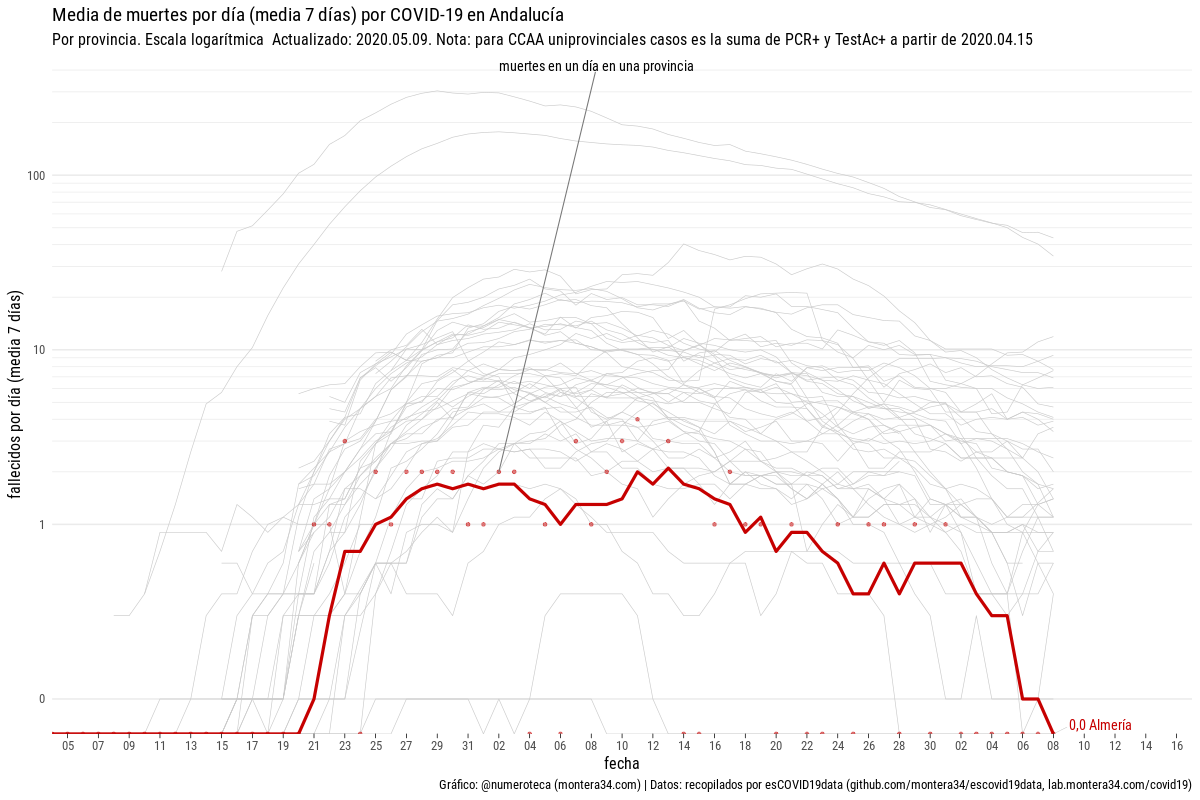 Media de muertes por día (media 7 días) por COVID-19 en Andalucía
Por provincia. Escala logarítmica  Actualizado: 2020.05.09. Nota: para CCAA uniprovinciales casos es la suma de PCR+ y TestAc+ a partir de 2020.04.15
muertes en un día en una provincia
fallecidos por día (media 7 días)
100
10
1
0
0,0 Almería
05 07 09 11 13 15 17 19 21 23 25 27 29 31 02 04 06 08 10 12 14 16 18 20 22 24 26 28 30 02 04 06 08 10 12 14 16
fecha
Gráfico: @numeroteca (montera34.com) | Datos: recopilados por esCOVID19data (github.com/montera34/escovid19data, lab.montera34.com/covid19)